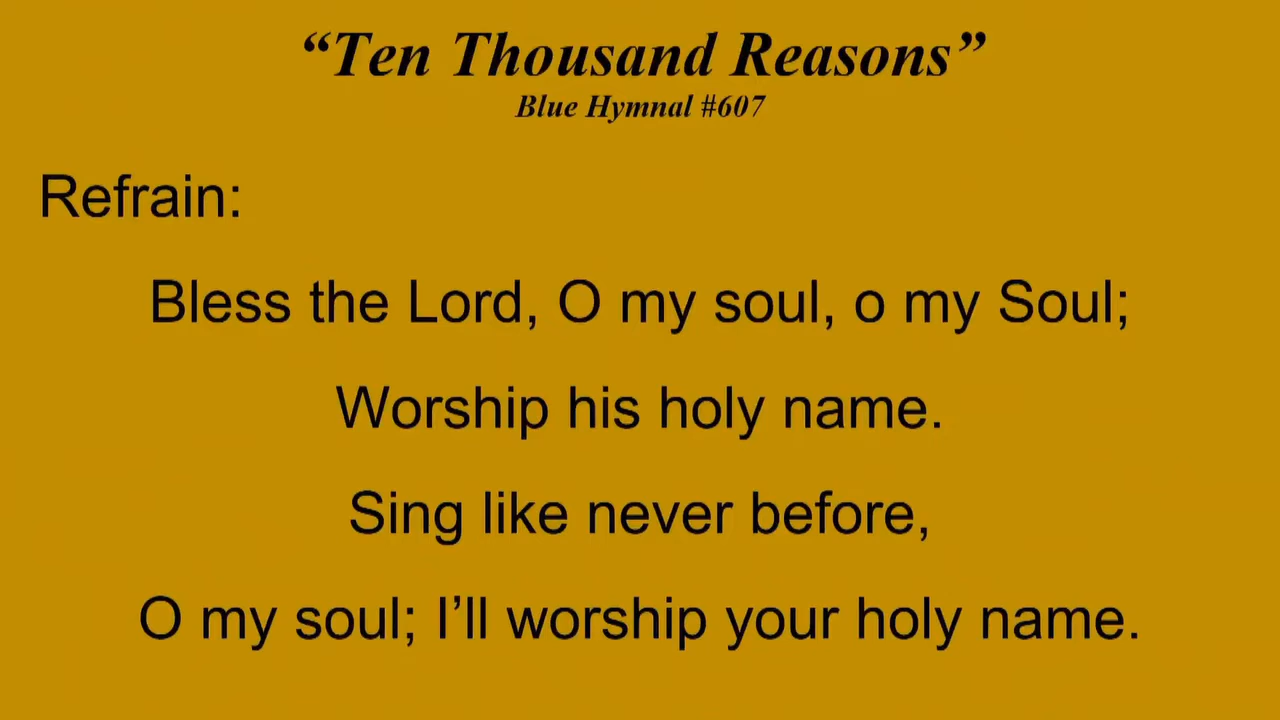 “Ten Thousand Reasons”
Blue Hymnal #607
Refrain:
Bless the Lord, O my soul, o my Soul;
Worship his holy name.
Sing like never before,
O my soul; I’ll worship your holy name.